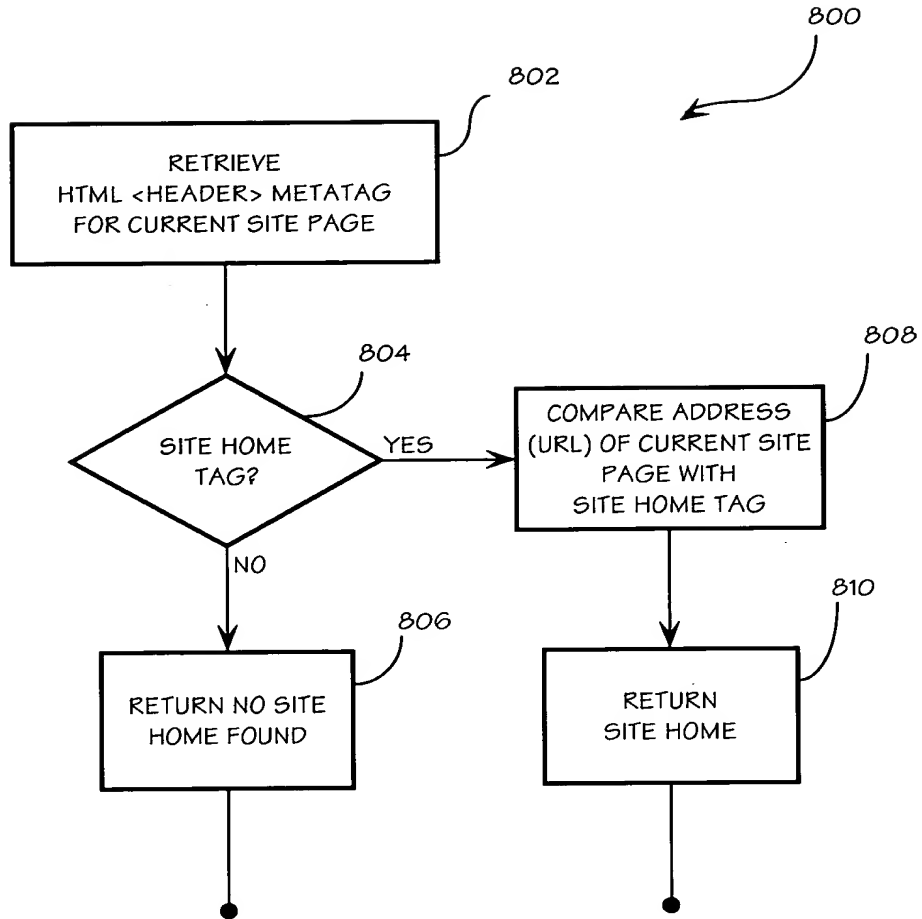 800
802
RETRIEVE
HTML <HEADER> METATAG
FOR CURRENT SITE PAGE
804
SITE HOME
TAG?
YES
808
COMPARE ADDRESS
(URL) OF CURRENT SITE
PAGE WITH
SITE HOME TAG
NO
806
RETURN NO SITE
HOME FOUND
810
RETURN
SITE HOME